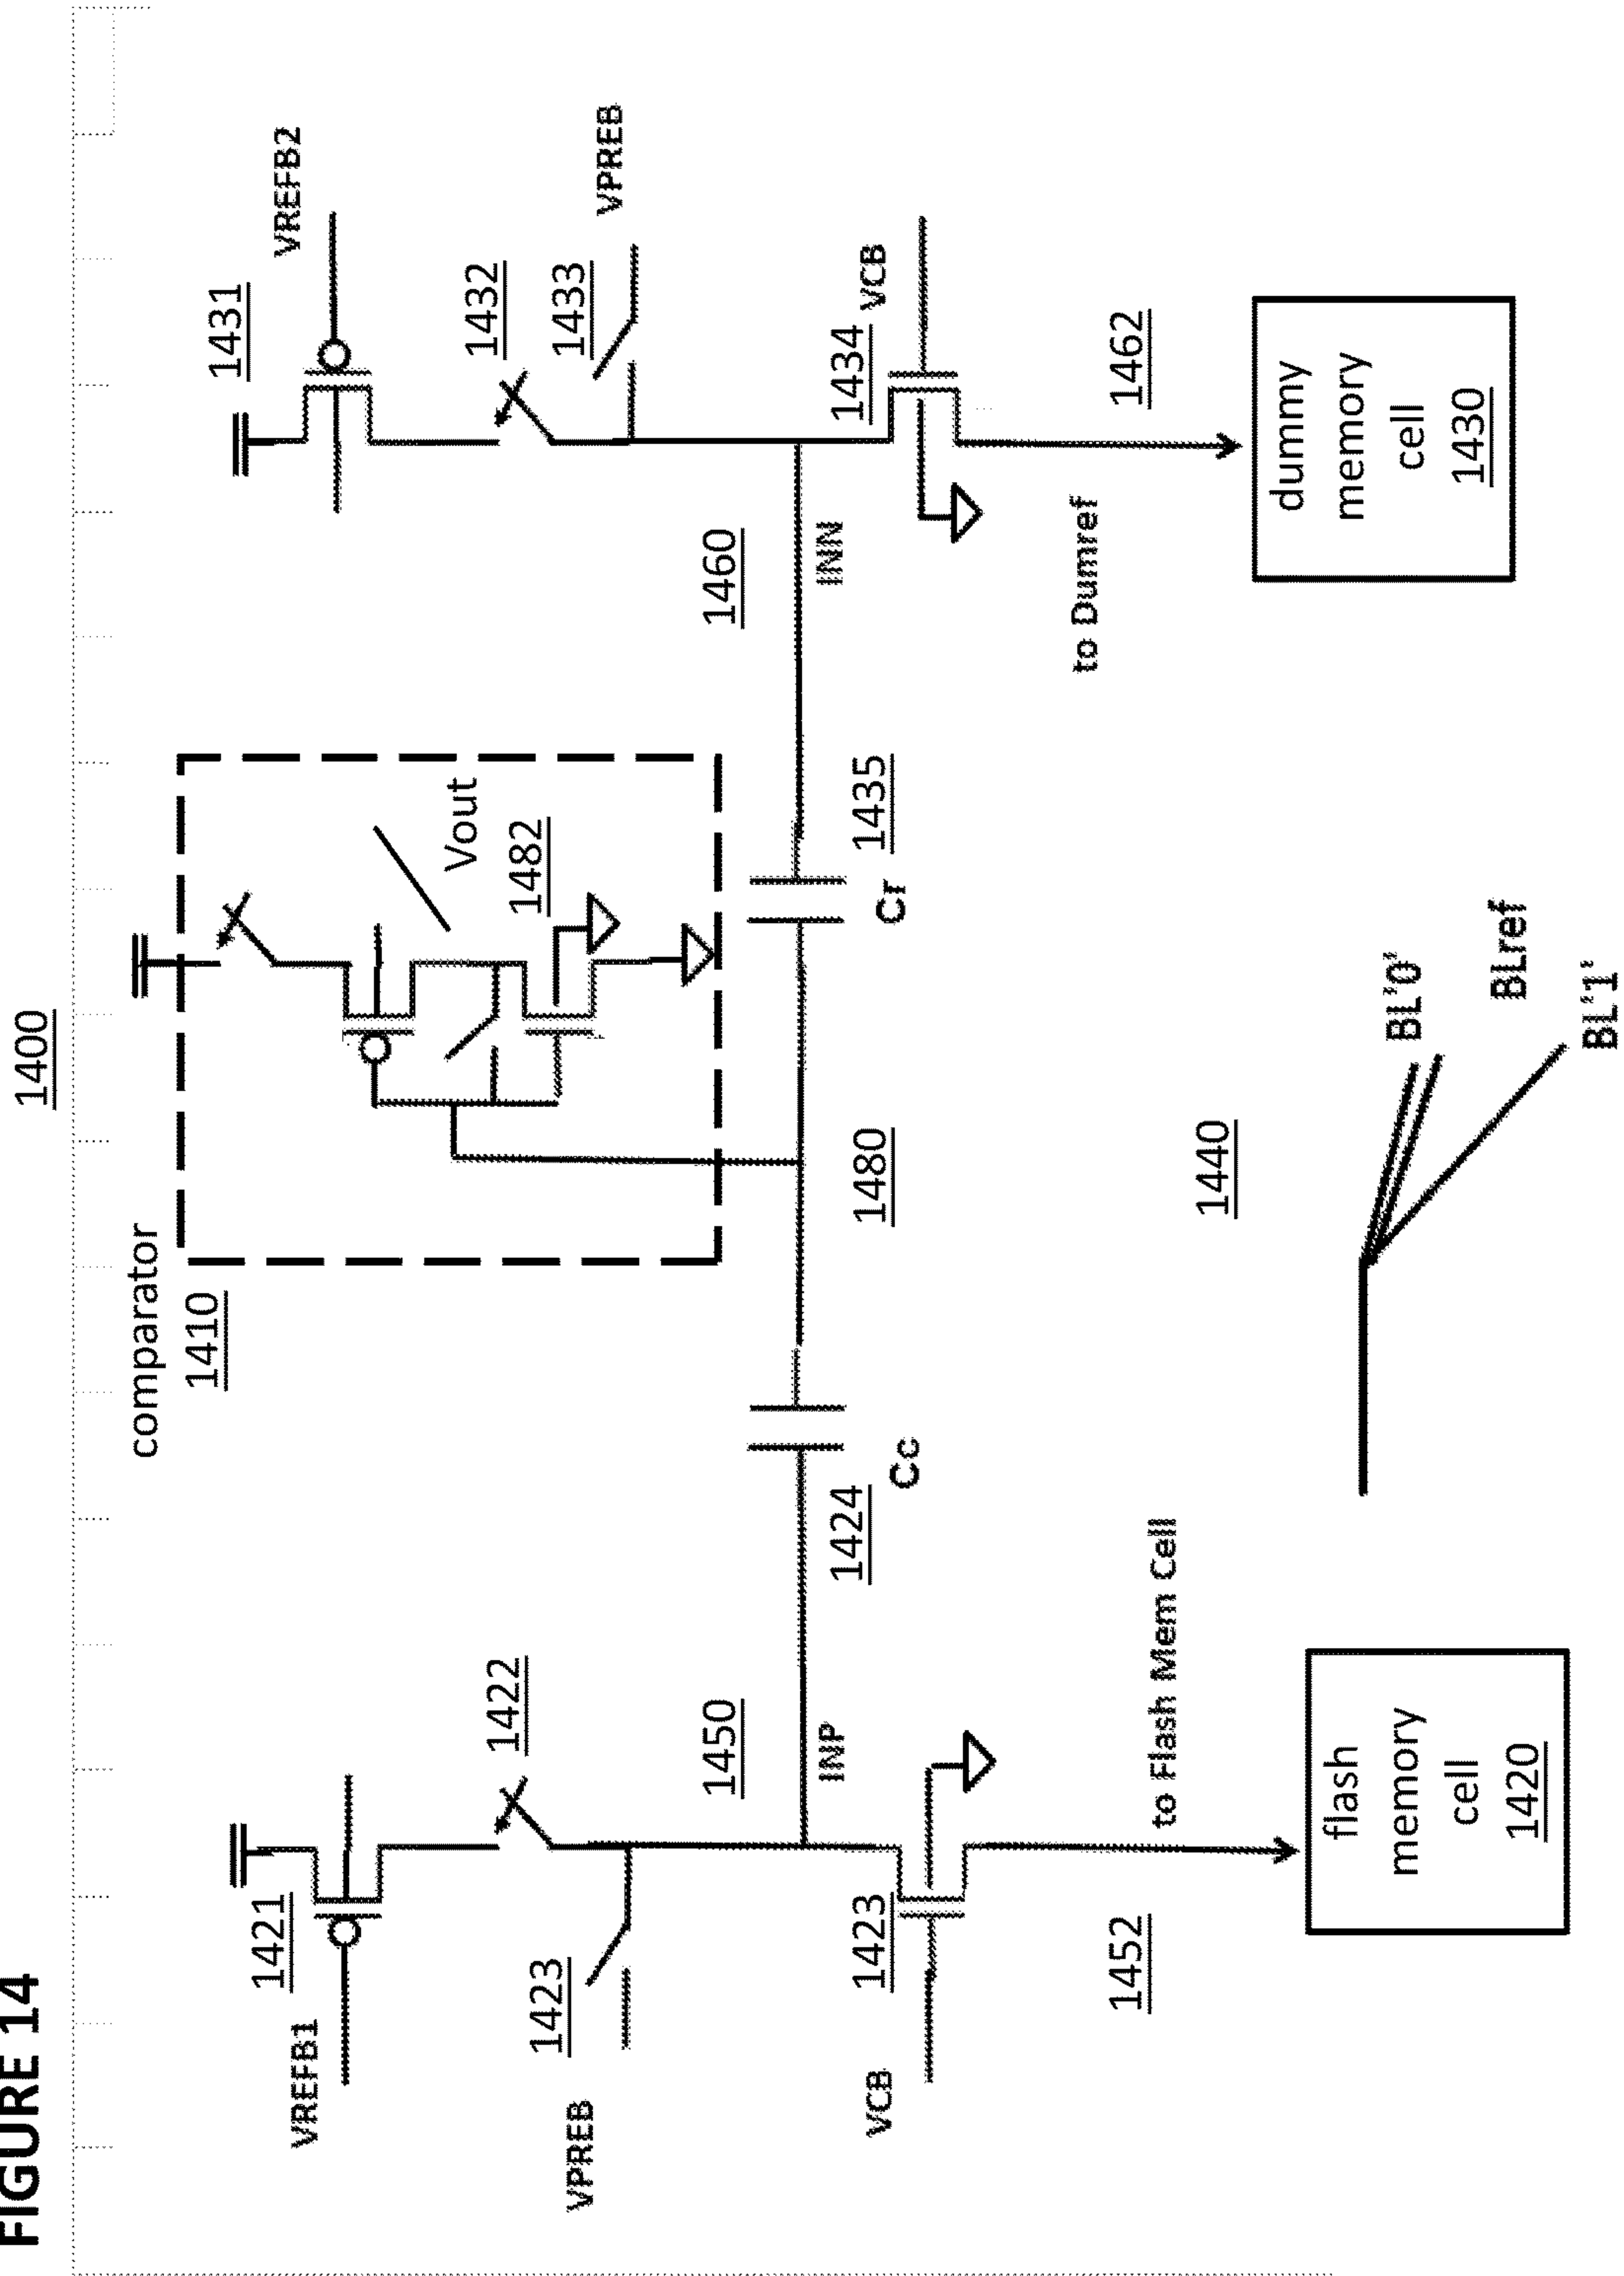 FIGURE 14
1400
comparator
1410
Vout
1482
VREFB1
1421
1422
VPREB
1423
1450
INP
VCB
1423
1424
Cc
1480
1435
Cr
1460
INN
VREFB2
1431
1432
1433
VPREB
1434
VCB
1452
to Flash Mem Cell
flash
memory
cell
1420
1440
BL'0'
BLref
BL'1'
to Dumref
1462
dummy
memory
cell
1430